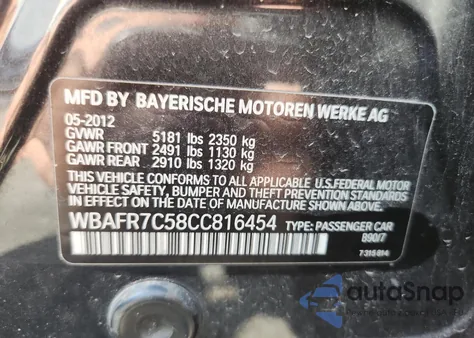 MFD BY BAYERISCHE MOTOREN WERKE AG
05-2012
GVWR 5181 lbs 2350 kg
GAWR FRONT 2491 lbs 1130 kg
GAWR REAR 2910 lbs 1320 kg
THIS VEHICLE CONFORMS TO ALL APPLICABLE U.S.FEDERAL MOTOR
VEHICLE SAFETY, BUMPER AND THEFT PREVENTION STANDARDS
IN EFFECT ON THE DATE OF MANUFACTURE SHOWN ABOVE.
WBAFR7C58CC816454 TYPE: PASSENGER CAR
B90/7
7 315 814
autoSnap